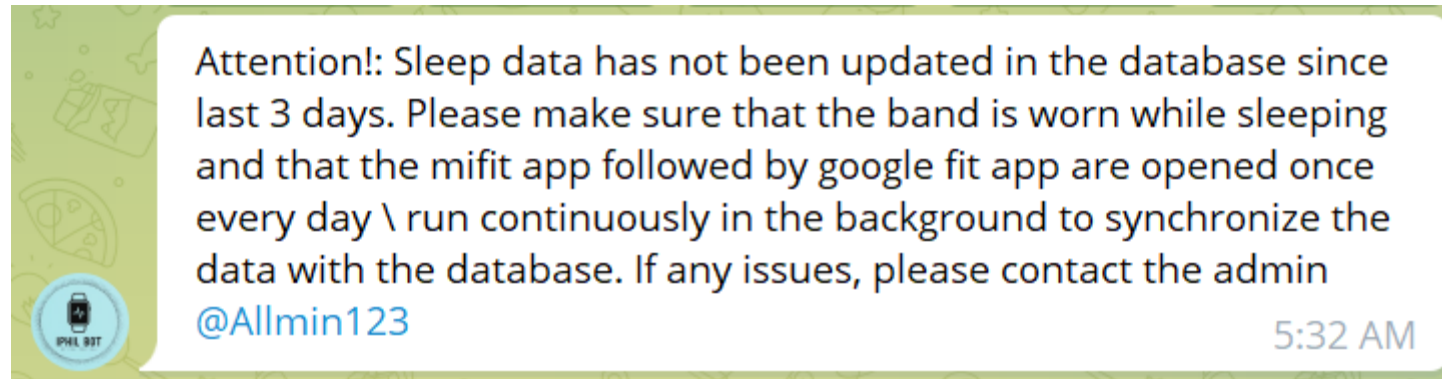 Attention!: Sleep data has not been updated in the database since
last 3 days. Please make sure that the band is worn while sleeping
and that the mifit app followed by google fit app are opened once
every day \ run continuously in the background to synchronize the
data with the database. If any issues, please contact the admin
@Allmin123
5:32 AM
IPHIL BOT